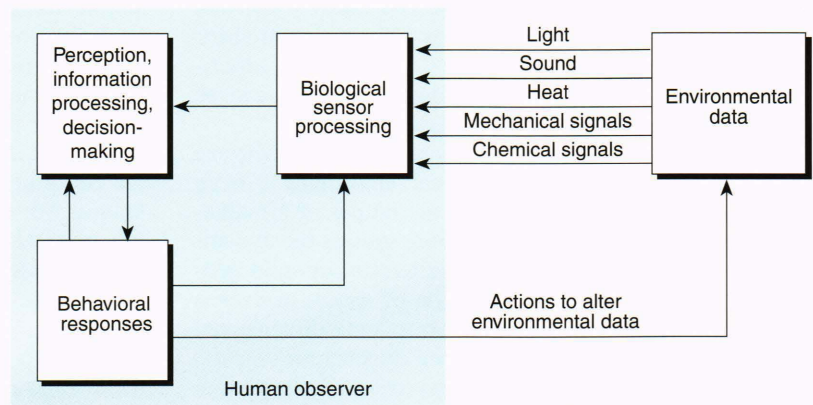 Perception,
information
processing,
decision-
making
Biological
sensor
processing
Light
Sound
Heat
Mechanical signals
Chemical signals
Environmental
data
Behavioral
responses
Actions to alter
environmental data
Human observer